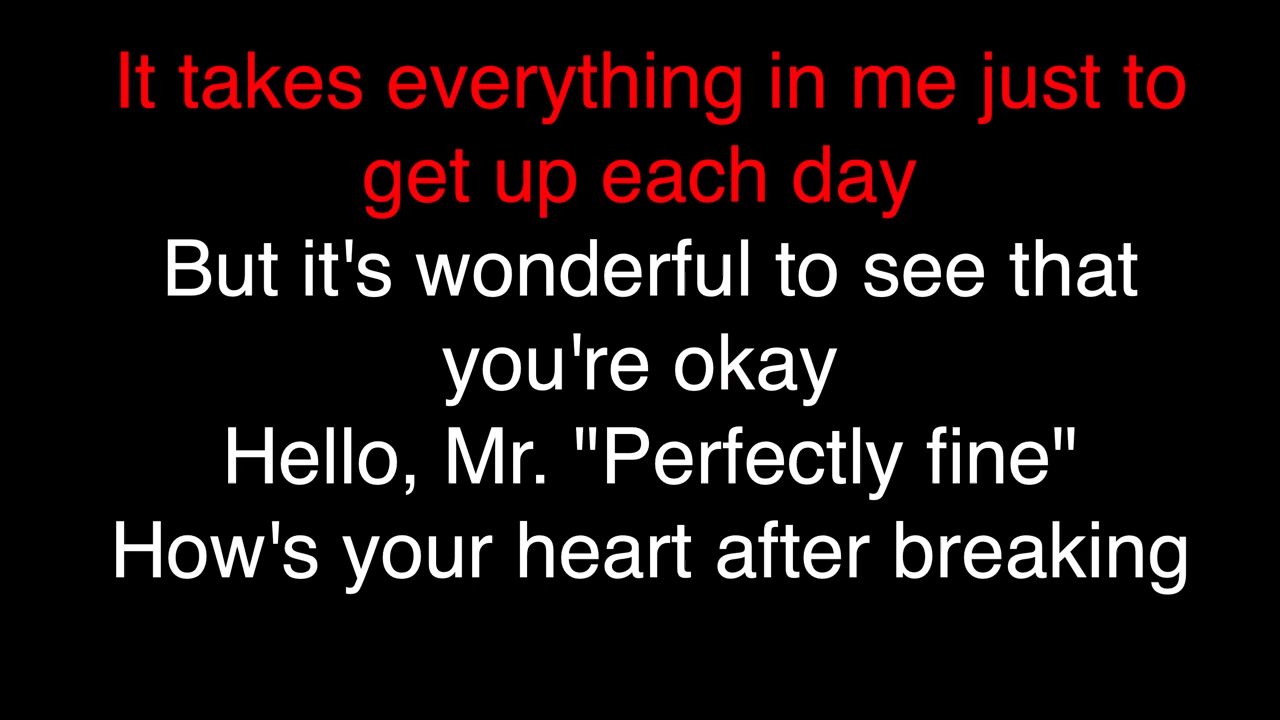 It takes everything in me just to
get up each day
But it's wonderful to see that
you're okay
Hello, Mr. "Perfectly fine"
How's your heart after breaking